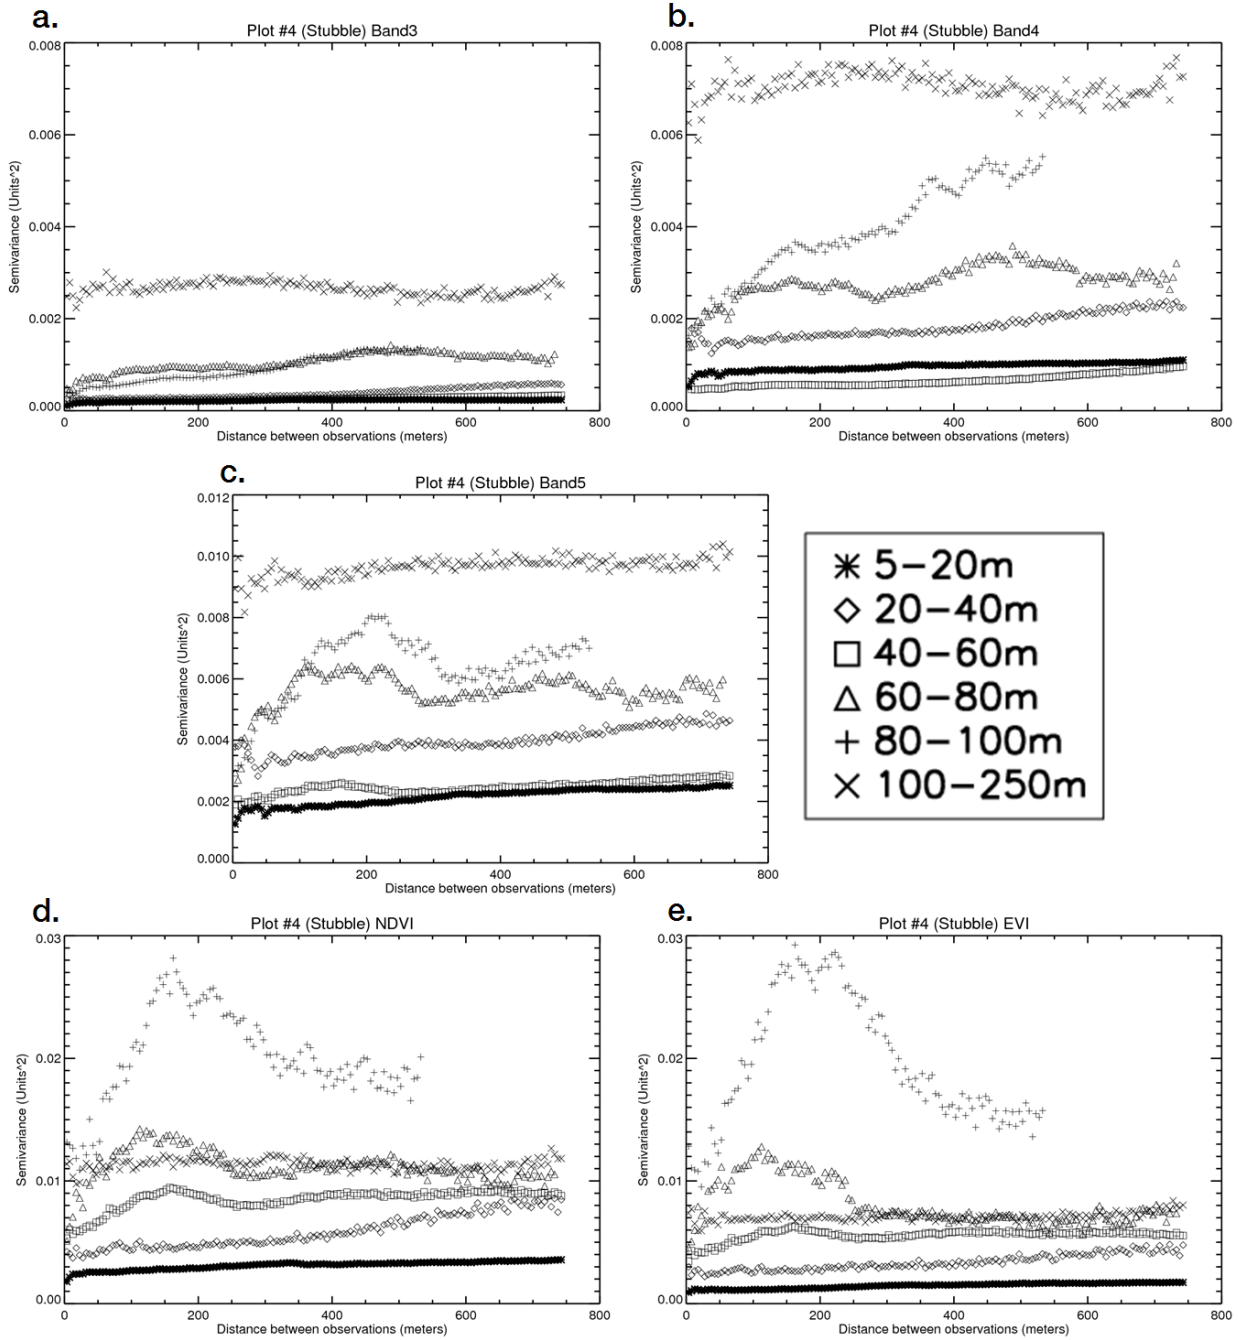 a.
Plot #4 (Stubble) Band3
0.008
0.006
0.004
0.002
0.000
Semivariance (Units^2)
0 200 400 600 800
Distance between observations (meters)
b.
Plot #4 (Stubble) Band4
0.008
0.006
0.004
0.002
0.000
Semivariance (Units^2)
0 200 400 600 800
Distance between observations (meters)
c.
Plot #4 (Stubble) Band5
0.012
0.010
0.008
0.006
0.004
0.002
0.000
Semivariance (Units^2)
0 200 400 600 800
Distance between observations (meters)
5-20m
20-40m
40-60m
60-80m
80-100m
100-250m
d.
Plot #4 (Stubble) NDVI
0.03
0.02
0.01
0.00
Semivariance (Units^2)
0 200 400 600 800
Distance between observations (meters)
e.
Plot #4 (Stubble) EVI
0.03
0.02
0.01
0.00
Semivariance (Units^2)
0 200 400 600 800
Distance between observations (meters)